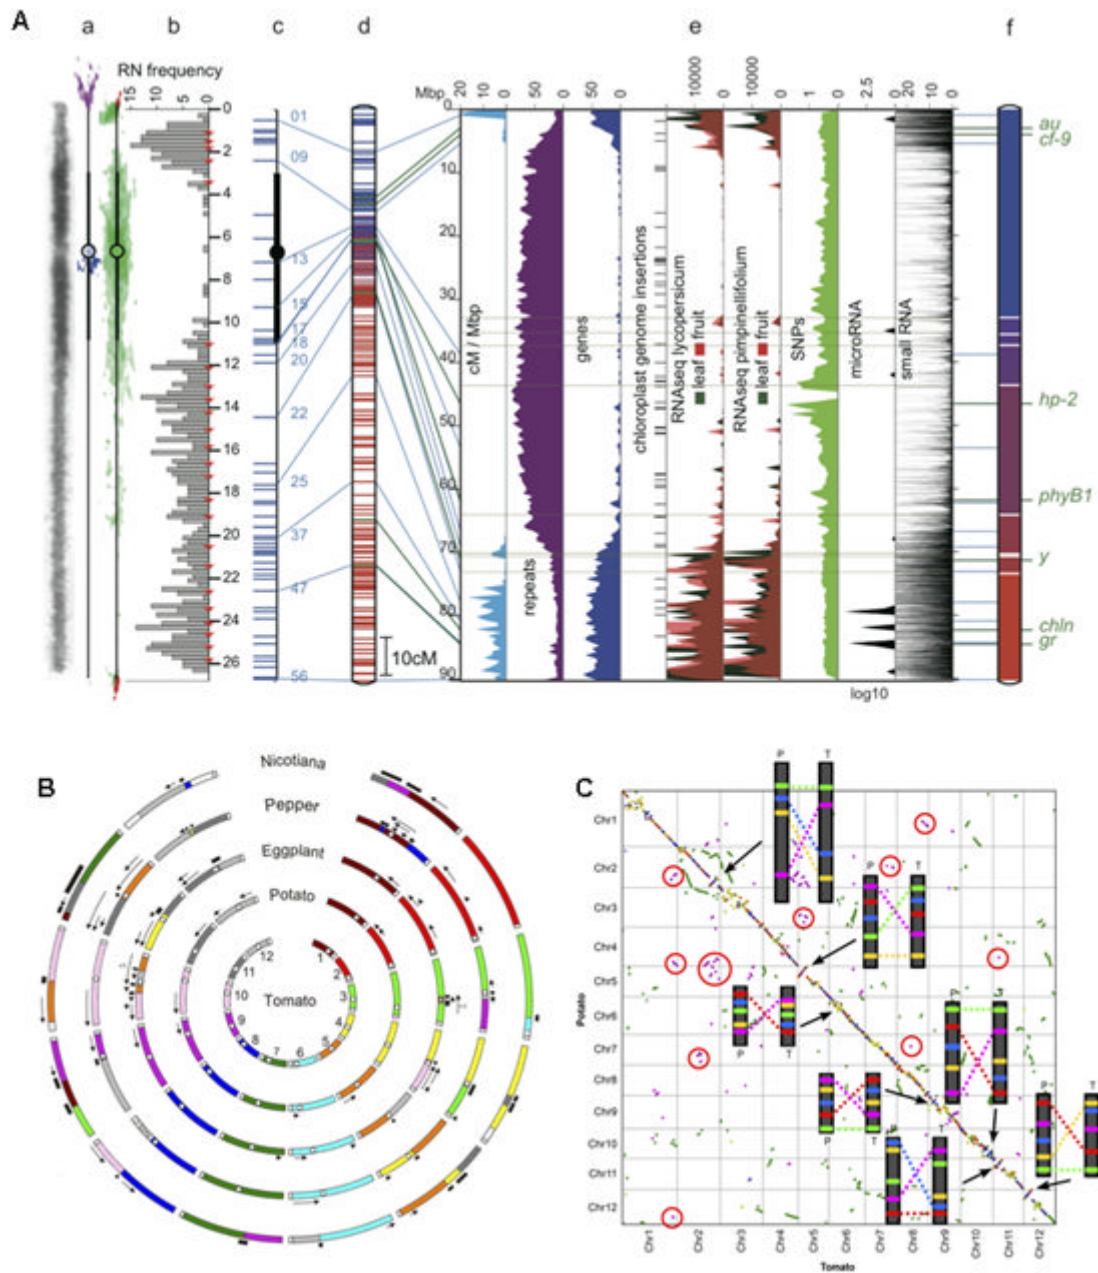 A
a b c d e f
RN frequency
15 10 5 0
0
2
4
6
8
10
12
14
16
18
20
22
24
26
01
09
13
15
17
18
20
22
25
37
47
56
10cM
Mbp
0
10
20
30
40
50
60
70
80
90
20 10 0
50 0
50 0
10000 0
10000 0
1 0
2.5 0
20 10 0
cM / Mbp
repeats
genes
chloroplast genome insertions
RNAseq lycopersicum
leaf fruit
RNAseq pimpinellifolium
leaf fruit
SNPs
microRNA
small RNA
log10
au
cf-9
hp-2
phyB1
y
chln
gr
B
Nicotiana
Pepper
Eggplant
Potato
Tomato
1
2
3
4
5
6
7
8
9
10
11
12
C
P T
P T
P T
P T
P T
P
P T
Potato
Chr1
Chr2
Chr3
Chr4
Chr5
Chr6
Chr7
Chr8
Chr9
Chr10
Chr11
Chr12
Chr1 Chr2 Chr3 Chr4 Chr5 Chr6 Chr7 Chr8 Chr9 Chr10 Chr11 Chr12
Tomato